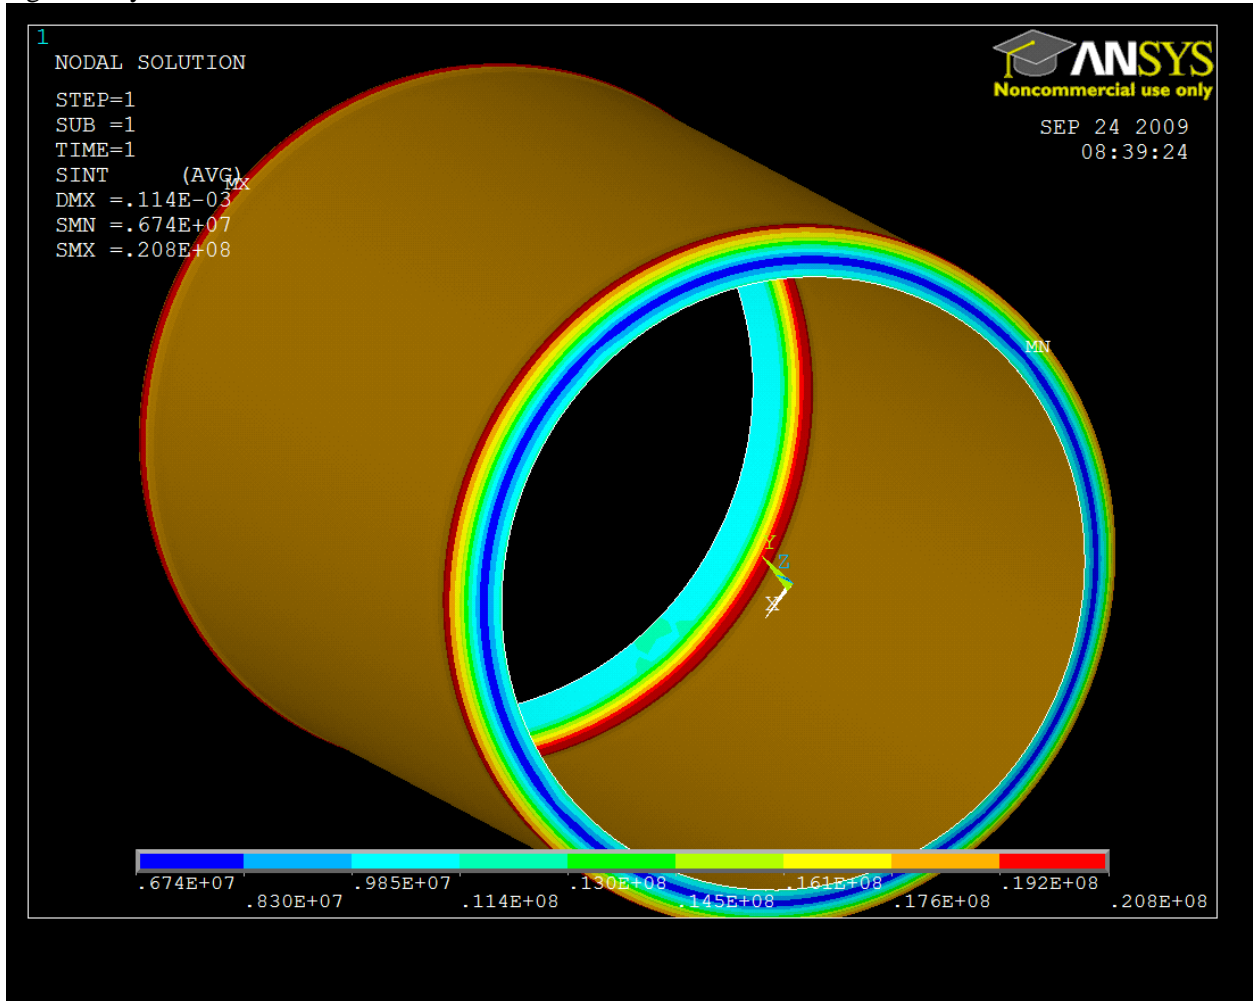 1
NODAL SOLUTION
STEP=1
SUB =1
TIME=1
SINT (AVG)
DMX =.114E-03
SMN =.674E+07
SMX =.208E+08
ANSYS
Noncommercial use only
SEP 24 2009
08:39:24
MX
MN
Y
Z
X
.674E+07 .985E+07 .130E+08 .161E+08 .192E+08
.830E+07 .114E+08 .145E+08 .176E+08 .208E+08